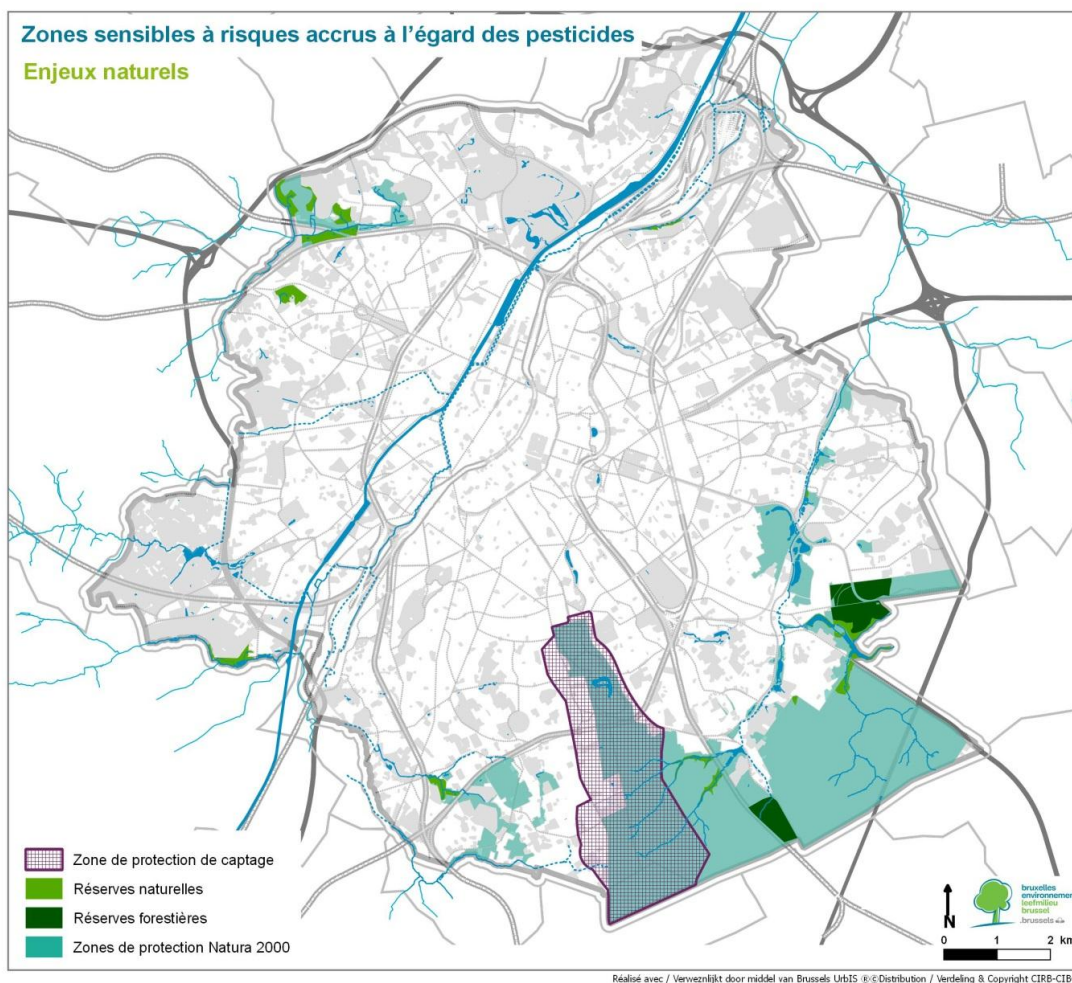 Zones sensibles à risques accrus à l'égard des pesticides
Enjeux naturels
Zone de protection de captage
Réserves naturelles
Réserves forestières
Zones de protection Natura 2000
N
bruxelles
environnement
leefmilieu
brussel
.brussels
0 1 2 km
Réalisé avec / Verwezenlijkt door middel van Brussels UrbIS ®©Distribution / Verdeling & Copyright CIRB-CIB